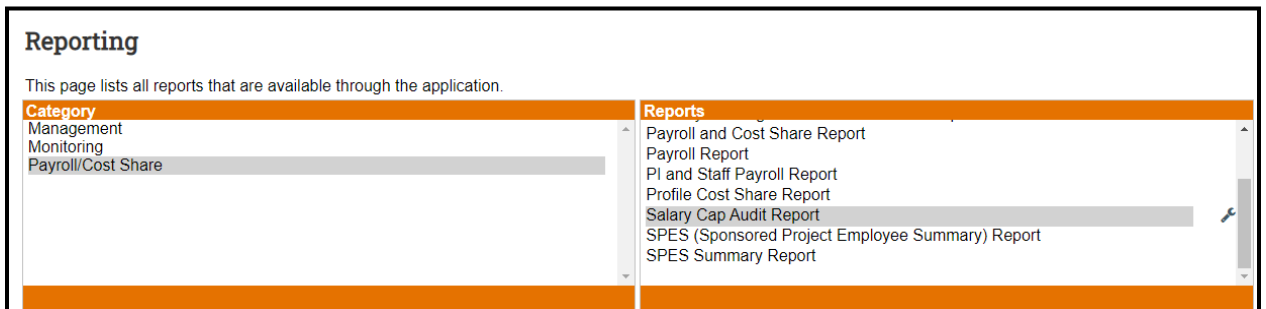 Reporting
This page lists all reports that are available through the application.
Category
Management
Monitoring
Payroll/Cost Share
Reports
Payroll and Cost Share Report
Payroll Report
PI and Staff Payroll Report
Profile Cost Share Report
Salary Cap Audit Report
SPES (Sponsored Project Employee Summary) Report
SPES Summary Report